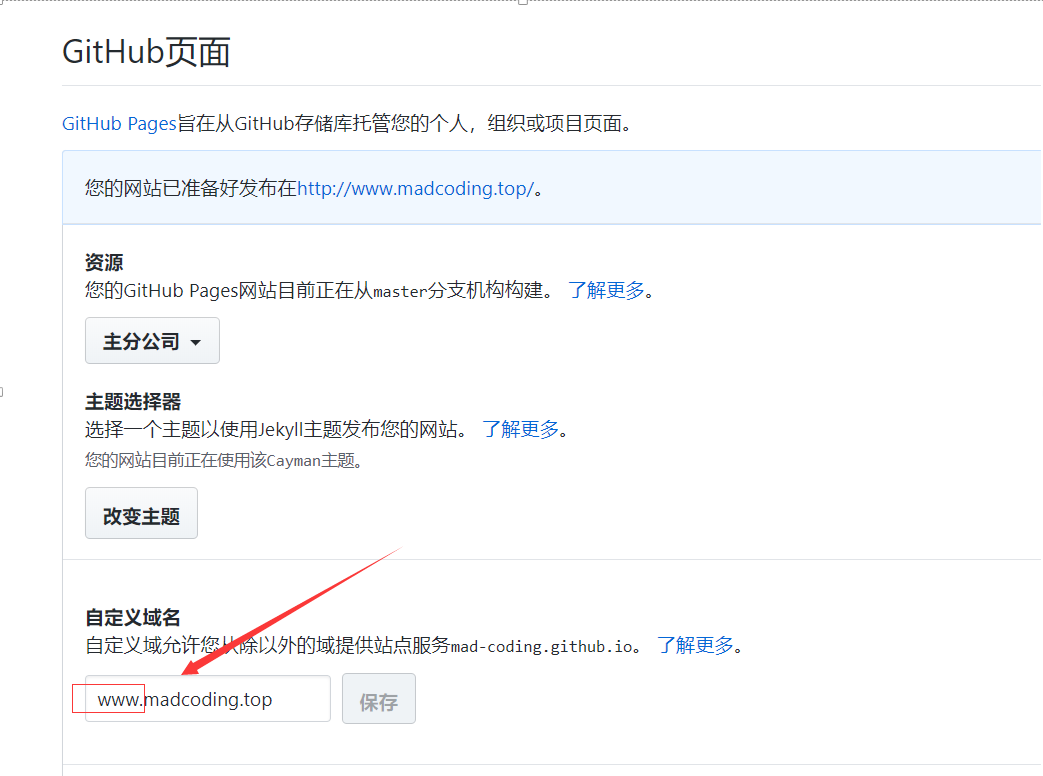 GitHub页面
GitHub Pages旨在从GitHub存储库托管您的个人，组织或项目页面。
您的网站已准备好发布在http://www.madcoding.top/。
资源
您的GitHub Pages网站目前正在从master分支机构构建。 了解更多。
主分公司
主题选择器
选择一个主题以使用Jekyll主题发布您的网站。 了解更多。
您的网站目前正在使用该Cayman主题。
改变主题
自定义域名
自定义域允许您从除以外的域提供站点服务mad-coding.github.io。 了解更多。
www.madcoding.top
保存